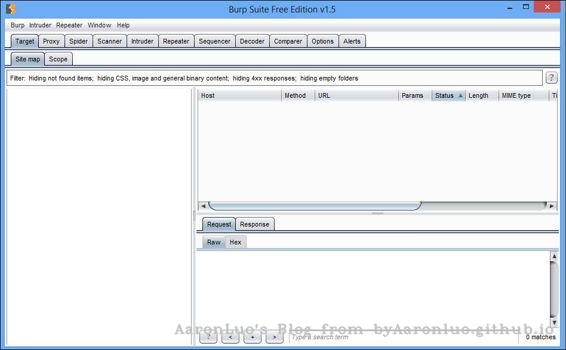 Burp Suite Free Edition v1.5
Burp Intruder Repeater Window Help
Target Proxy Spider Scanner Intruder Repeater Sequencer Decoder Comparer Options Alerts
Site map Scope
Filter: Hiding not found items; hiding CSS, image and general binary content; hiding 4xx responses; hiding empty folders
?
Host Method URL Params Status Length MIME type Ti
Request Response
Raw Hex
AaronLuo's Blog from byAaronluo.github.io
? < + > Type a search term 0 matches